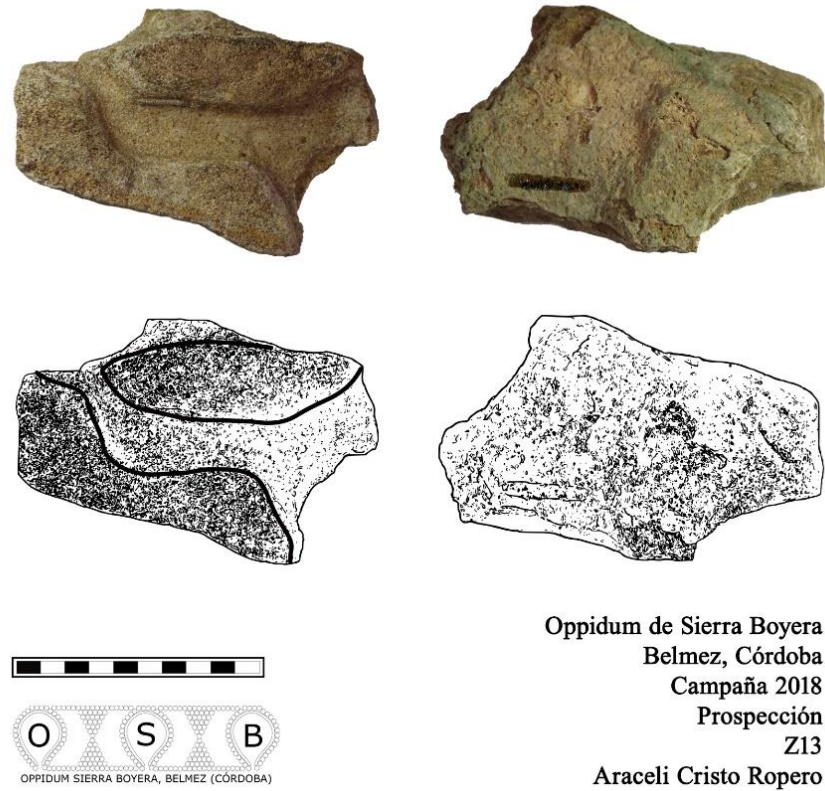 Oppidum de Sierra Boyera
Belmez, Córdoba
Campaña 2018
Prospección
Z13
Araceli Cristo Ropero
O S B
OPPIDUM SIERRA BOYERA, BELMEZ (CÓRDOBA)